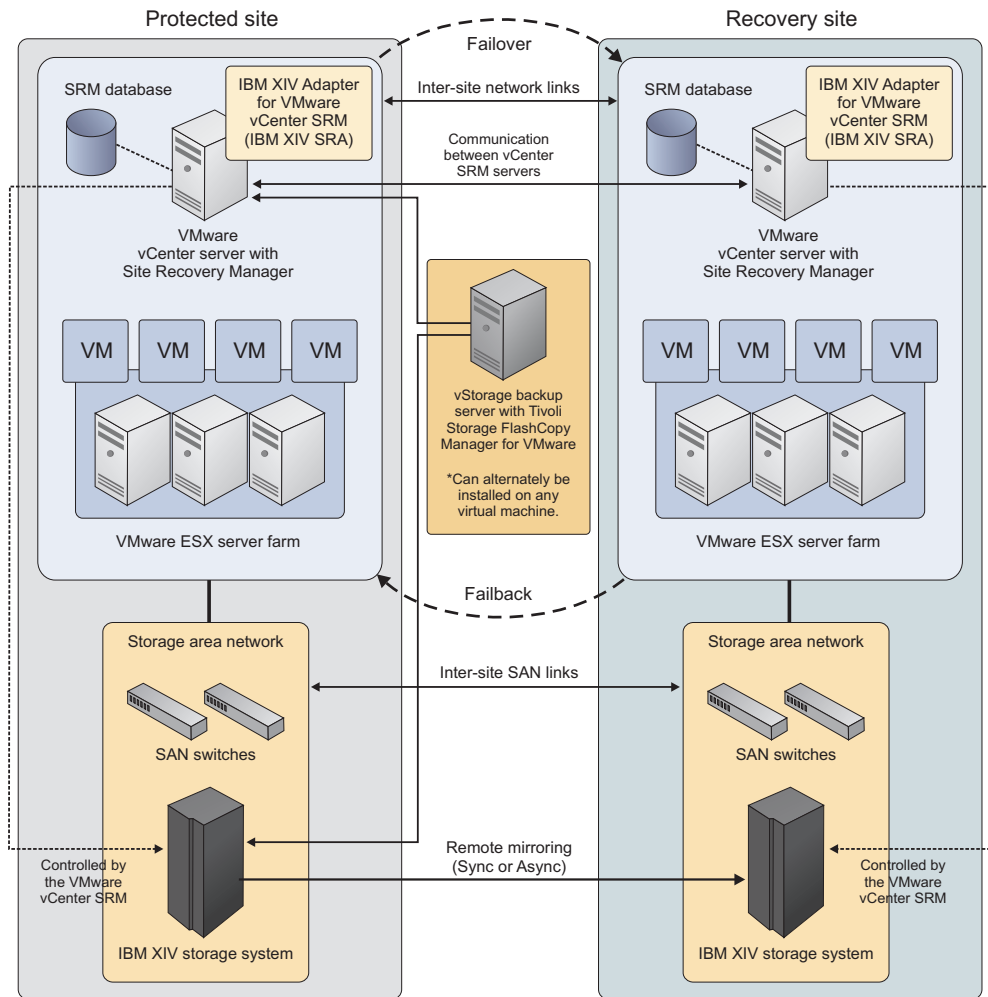 Protected site
Recovery site
Failover
SRM database
IBM XIV Adapter
for VMware
vCenter SRM
(IBM XIV SRA)
Inter-site network links
SRM database
IBM XIV Adapter
for VMware
vCenter SRM
(IBM XIV SRA)
Communication
between vCenter
SRM servers
VMware
vCenter server with
Site Recovery Manager
VMware
vCenter server with
Site Recovery Manager
VM
VM
VM
VM
vStorage backup
server with Tivoli
Storage FlashCopy
Manager for VMware
*Can alternately be
installed on any
virtual machine.
VM
VM
VM
VM
VMware ESX server farm
VMware ESX server farm
Failback
Storage area network
Storage area network
Inter-site SAN links
SAN switches
SAN switches
Controlled by
the VMware
vCenter SRM
Remote mirroring
(Sync or Async)
Controlled by
the VMware
vCenter SRM
IBM XIV storage system
IBM XIV storage system